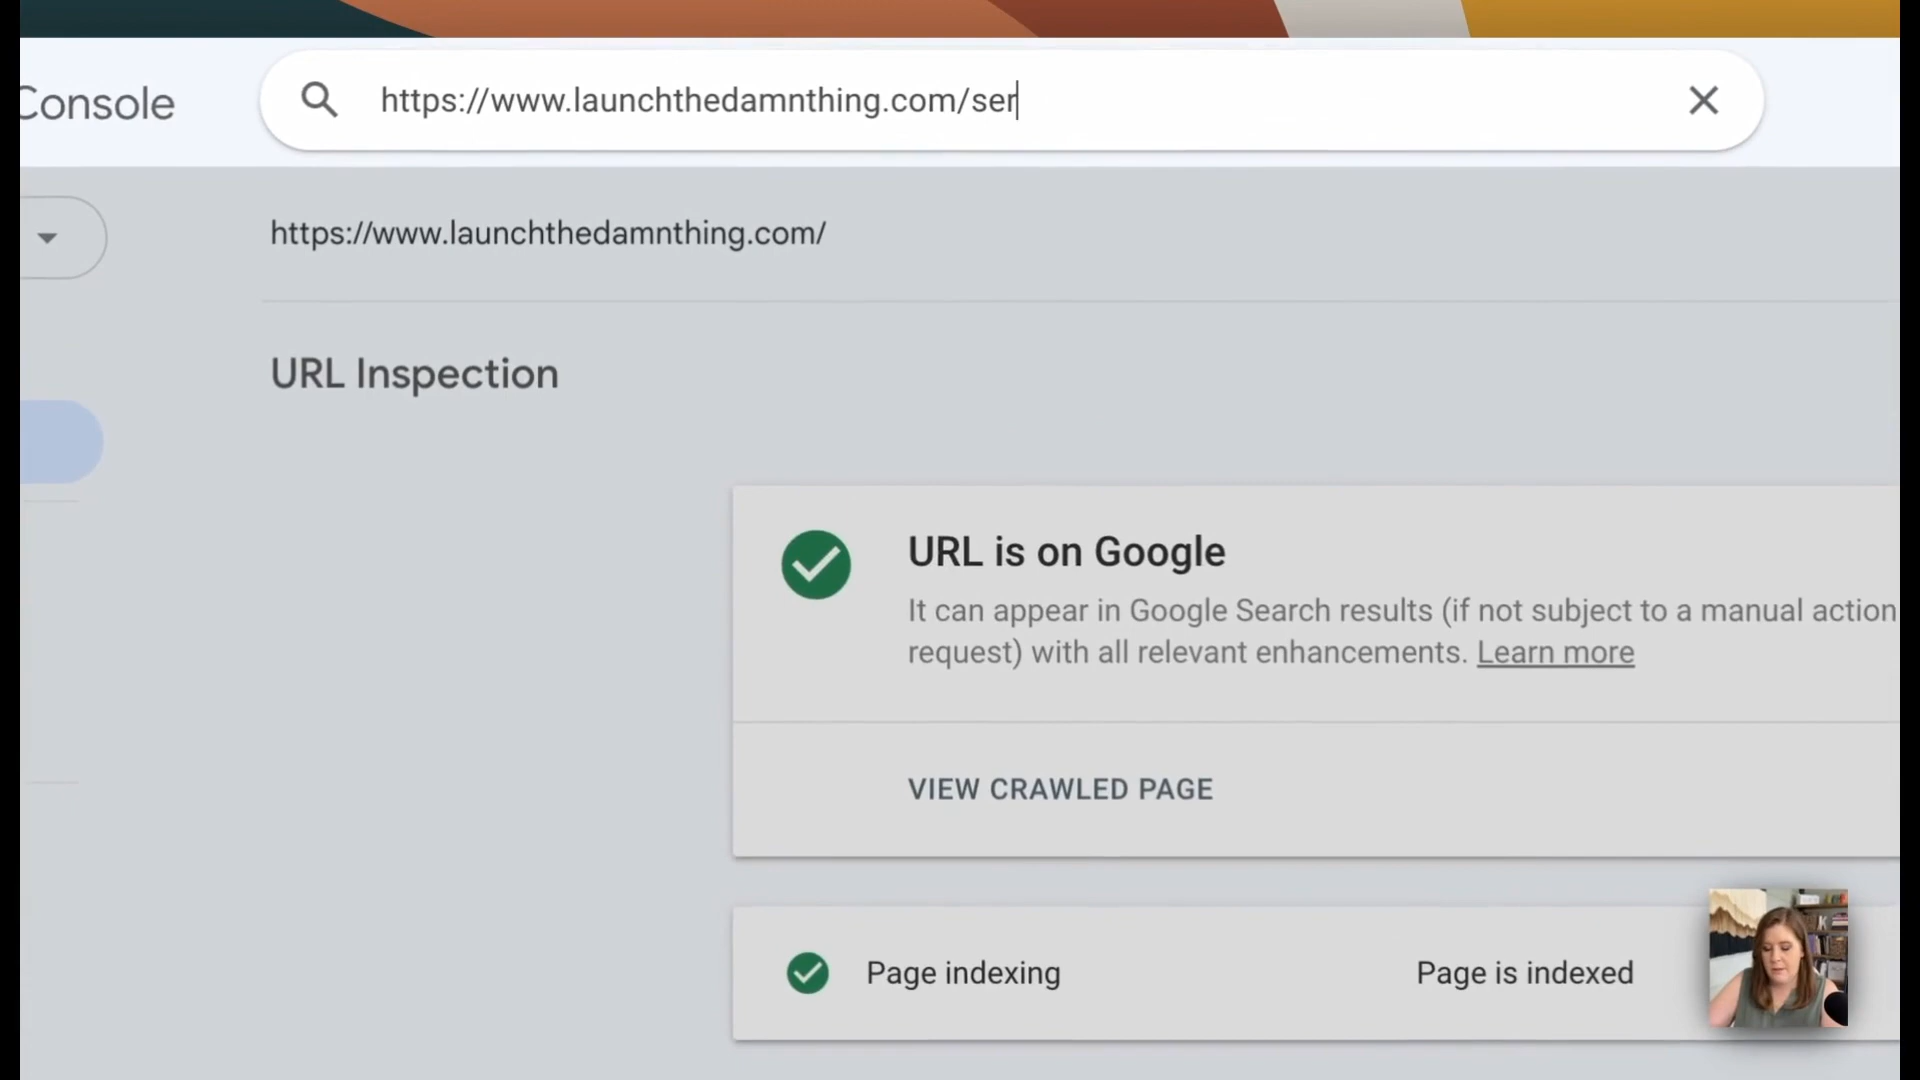 Console
https://www.launchthedamnthing.com/ser
https://www.launchthedamnthing.com/
URL Inspection
URL is on Google
It can appear in Google Search results (if not subject to a manual action
request) with all relevant enhancements. Learn more
VIEW CRAWLED PAGE
Page indexing
Page is indexed